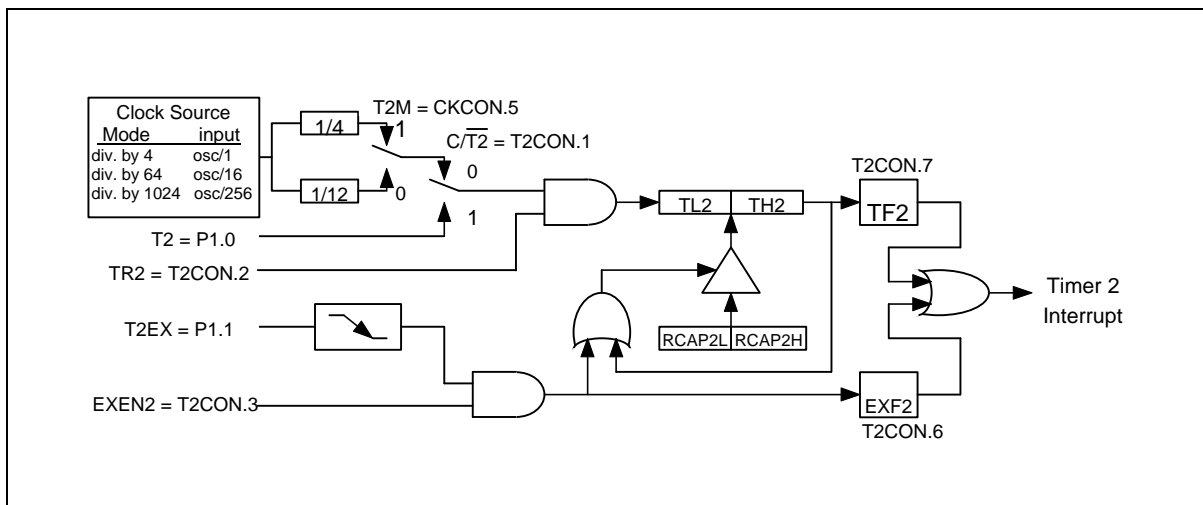 Clock Source
Mode input
div. by 4 osc/1
div. by 64 osc/16
div. by 1024 osc/256
1/4
1/12
T2M = CKCON.5
1
0
C/T2 = T2CON.1
0
1
T2 = P1.0
TR2 = T2CON.2
T2EX = P1.1
EXEN2 = T2CON.3
TL2 TH2
RCAP2L RCAP2H
T2CON.7
TF2
EXF2
T2CON.6
Timer 2
Interrupt